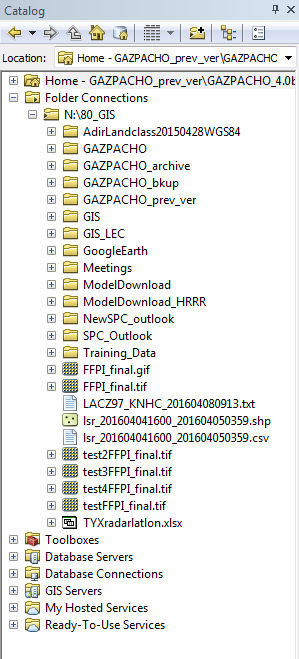 Catalog
Location: Home - GAZPACHO_prev_ver\GAZPACHO
Home - GAZPACHO_prev_ver\GAZPACHO_4.0b
Folder Connections
N:\80_GIS
AdirLandclass20150428WGS84
GAZPACHO
GAZPACHO_archive
GAZPACHO_bkup
GAZPACHO_prev_ver
GIS
GIS_LEC
GoogleEarth
Meetings
ModelDownload
ModelDownload_HRRR
NewSPC_outlook
SPC_Outlook
Training_Data
FFPI_final.gif
FFPI_final.tif
LACZ97_KNHC_201604080913.txt
lsr_201604041600_201604050359.shp
lsr_201604041600_201604050359.csv
test2FFPI_final.tif
test3FFPI_final.tif
test4FFPI_final.tif
testFFPI_final.tif
TYXradarlatlon.xlsx
Toolboxes
Database Servers
Database Connections
GIS Servers
My Hosted Services
Ready-To-Use Services